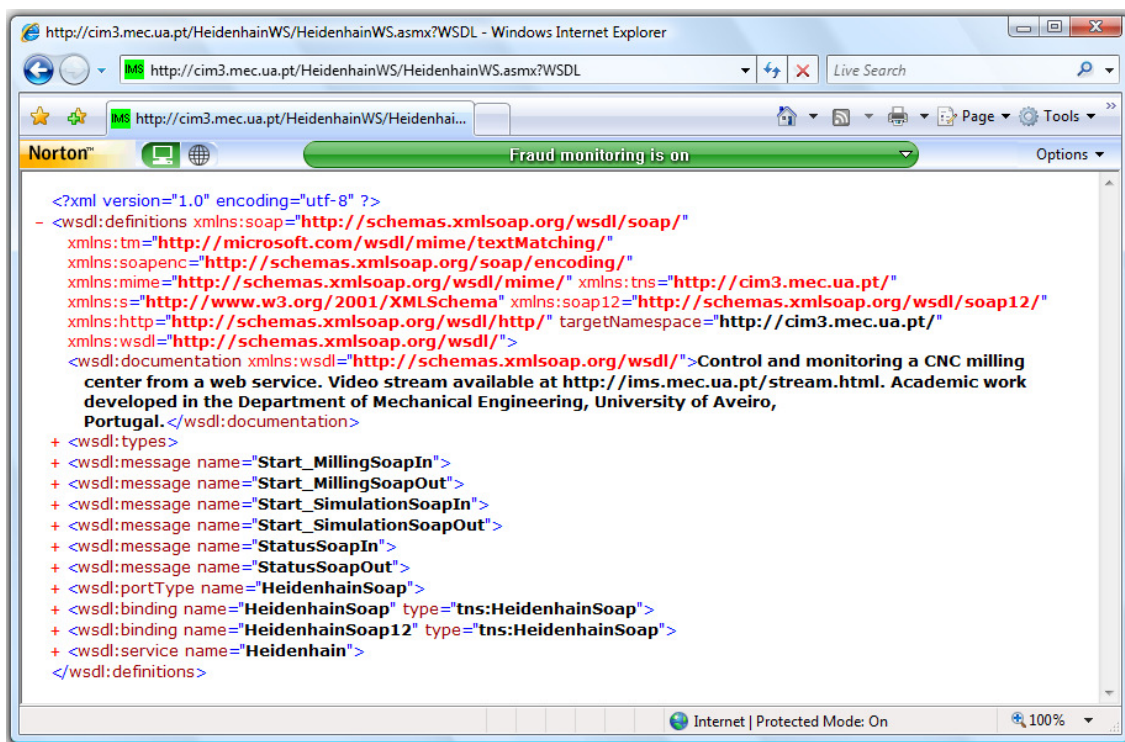 http://cim3.mec.ua.pt/HeidenhainWS/HeidenhainWS.asmx?WSDL - Windows Internet Explorer
IMS http://cim3.mec.ua.pt/HeidenhainWS/HeidenhainWS.asmx?WSDL Live Search
IMS http://cim3.mec.ua.pt/HeidenhainWS/Heidenhai... Page Tools »
Norton™ Fraud monitoring is on Options
<?xml version="1.0" encoding="utf-8" ?>
- <wsdl:definitions xmlns:soap="http://schemas.xmlsoap.org/wsdl/soap/"
xmlns:tm="http://microsoft.com/wsdl/mime/textMatching/"
xmlns:soapenc="http://schemas.xmlsoap.org/soap/encoding/"
xmlns:mime="http://schemas.xmlsoap.org/wsdl/mime/" xmlns:tns="http://cim3.mec.ua.pt/"
xmlns:s="http://www.w3.org/2001/XMLSchema" xmlns:soap12="http://schemas.xmlsoap.org/wsdl/soap12/"
xmlns:http="http://schemas.xmlsoap.org/wsdl/http/" targetNamespace="http://cim3.mec.ua.pt/"
xmlns:wsdl="http://schemas.xmlsoap.org/wsdl/">
<wsdl:documentation xmlns:wsdl="http://schemas.xmlsoap.org/wsdl/">Control and monitoring a CNC milling
center from a web service. Video stream available at http://ims.mec.ua.pt/stream.html. Academic work
developed in the Department of Mechanical Engineering, University of Aveiro,
Portugal.</wsdl:documentation>
+ <wsdl:types>
+ <wsdl:message name="Start_MillingSoapIn">
+ <wsdl:message name="Start_MillingSoapOut">
+ <wsdl:message name="Start_SimulationSoapIn">
+ <wsdl:message name="Start_SimulationSoapOut">
+ <wsdl:message name="StatusSoapIn">
+ <wsdl:message name="StatusSoapOut">
+ <wsdl:portType name="HeidenhainSoap">
+ <wsdl:binding name="HeidenhainSoap" type="tns:HeidenhainSoap">
+ <wsdl:binding name="HeidenhainSoap12" type="tns:HeidenhainSoap">
+ <wsdl:service name="Heidenhain">
</wsdl:definitions>
Internet | Protected Mode: On 100%